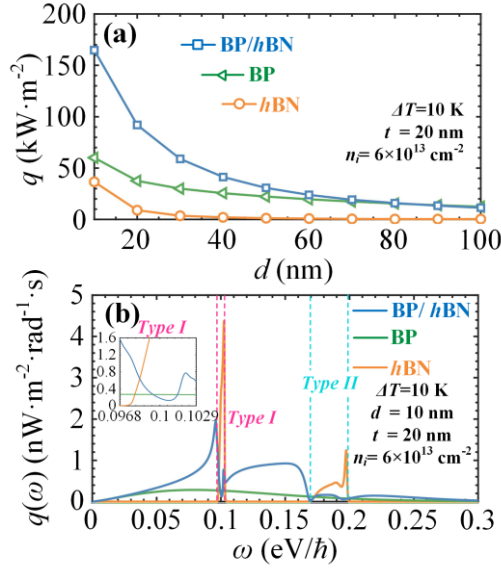 (a)
BP/hBN
BP
hBN
ΔT=10 K
t = 20 nm
nᵢ= 6×10¹³ cm⁻²
200
150
100
50
0
q (kW·m⁻²)
20 40 60 80 100
d (nm)
(b)
Type I
BP/ hBN
BP
hBN
Type II
Type I
ΔT=10 K
d = 10 nm
t = 20 nm
nᵢ= 6×10¹³ cm⁻²
1.6
1.2
0.8
0.4
0
0.0968 0.1 0.1029
5
4
3
2
1
0
q(ω) (nW·m⁻²·rad⁻¹·s)
0 0.05 0.1 0.15 0.2 0.25 0.3
ω (eV/ħ)